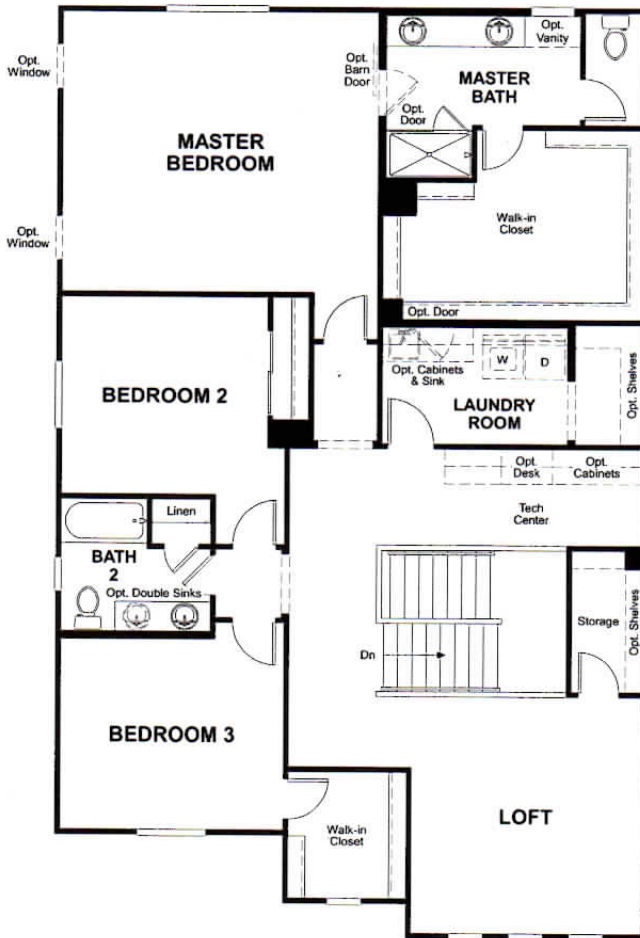 Opt.
Vanity
Opt.
Window
Opt.
Barn
Door
MASTER
BATH
Opt.
Door
MASTER
BEDROOM
Opt.
Window
Walk-in
Closet
Opt. Door
W
D
Opt. Cabinets
& Sink
Opt. Shelves
BEDROOM 2
LAUNDRY
ROOM
Opt.
Desk
Opt.
Cabinets
Linen
Tech
Center
BATH
2
Opt. Double Sinks
Storage
Opt. Shelves
Dn
BEDROOM 3
LOFT
Walk-in
Closet